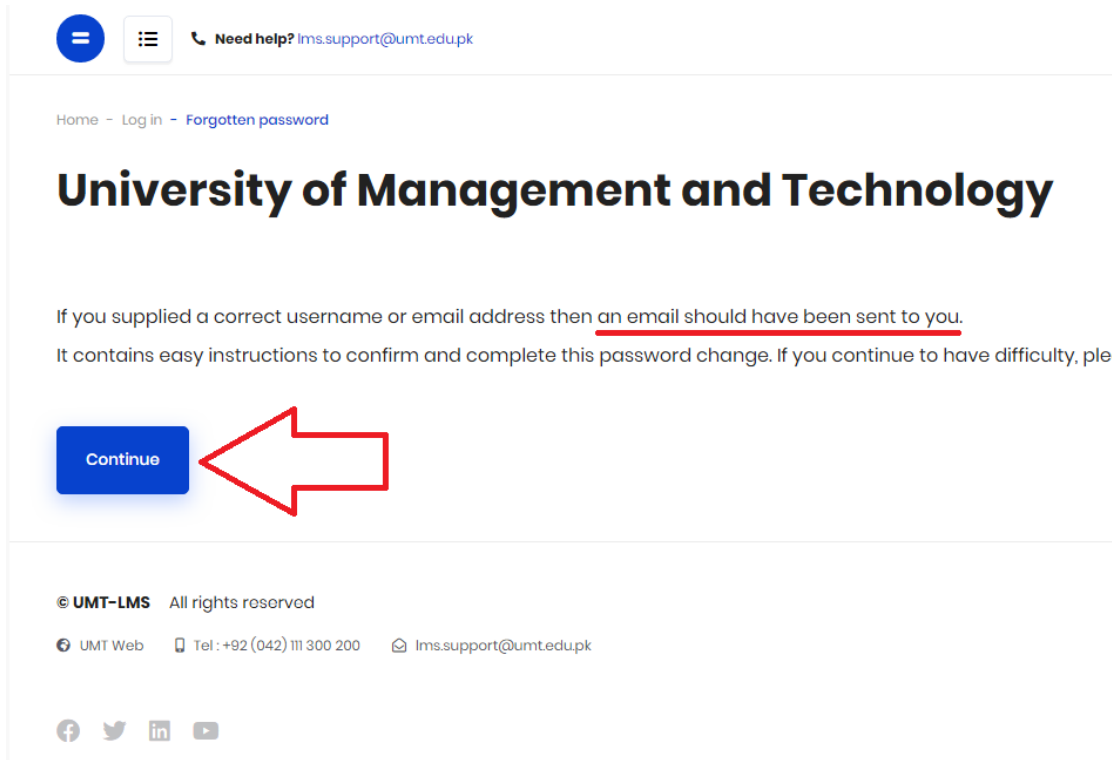 Need help? lms.support@umt.edu.pk
Home - Log in - Forgotten password
University of Management and Technology
If you supplied a correct username or email address then an email should have been sent to you.
It contains easy instructions to confirm and complete this password change. If you continue to have difficulty,
Continue
© UMT-LMS All rights reserved
UMT Web Tel : +92 (042) 111 300 200 lms.support@umt.edu.pk